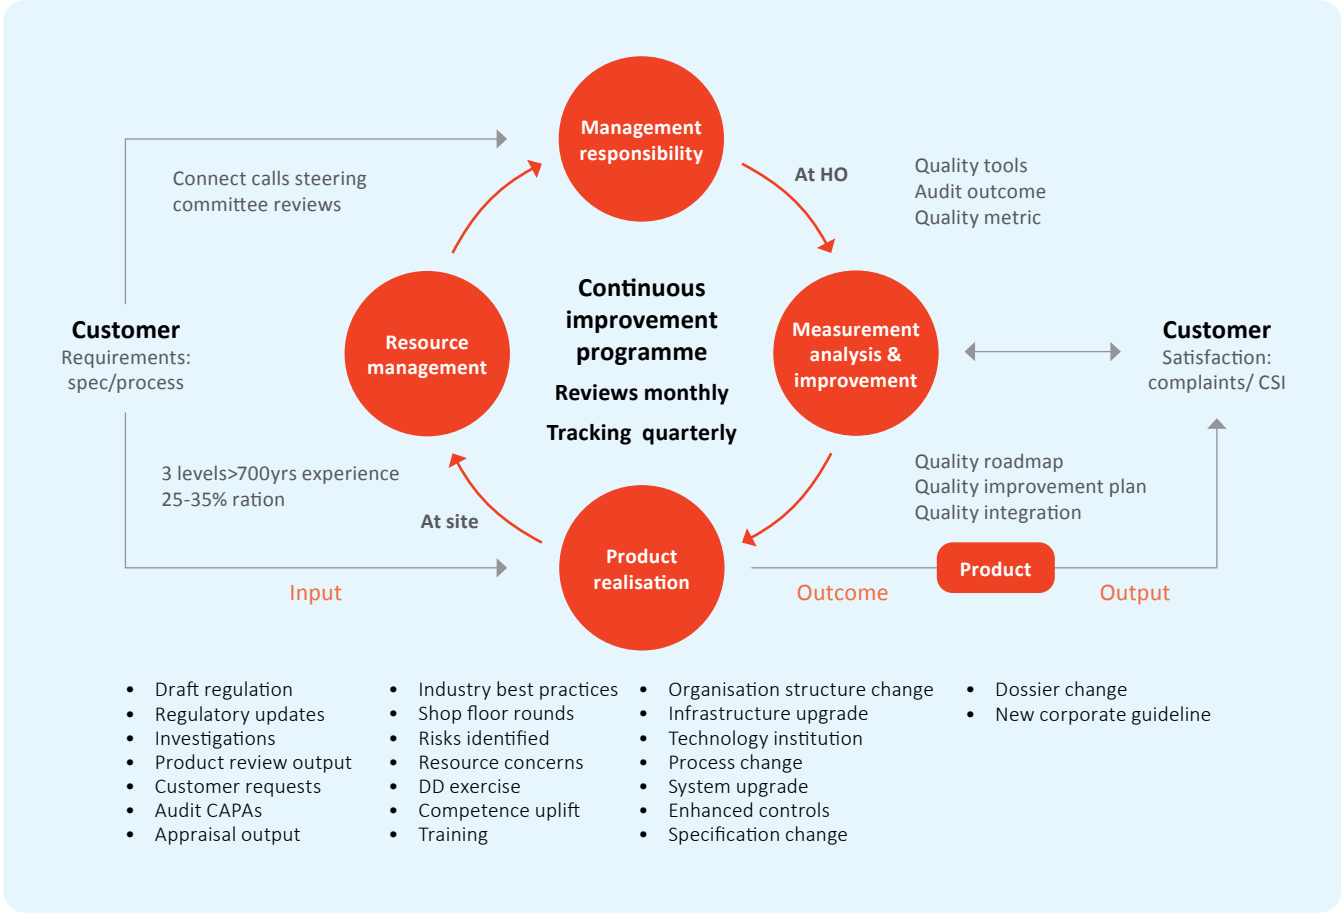 Management
responsibility
At HO
Quality tools
Audit outcome
Quality metric
Connect calls steering
committee reviews
Continuous
improvement
programme
Reviews monthly
Tracking quarterly
Customer
Requirements:
spec/process
Resource
management
Measurement
analysis &
improvement
Customer
Satisfaction:
complaints/ CSI
3 levels>700yrs experience
25-35% ration
At site
Quality roadmap
Quality improvement plan
Quality integration
Product
realisation
Product
Input
Outcome
Output
• Draft regulation
• Regulatory updates
• Investigations
• Product review output
• Customer requests
• Audit CAPAs
• Appraisal output
• Industry best practices
• Shop floor rounds
• Risks identified
• Resource concerns
• DD exercise
• Competence uplift
• Training
• Organisation structure change
• Infrastructure upgrade
• Technology institution
• Process change
• System upgrade
• Enhanced controls
• Specification change
• Dossier change
• New corporate guideline